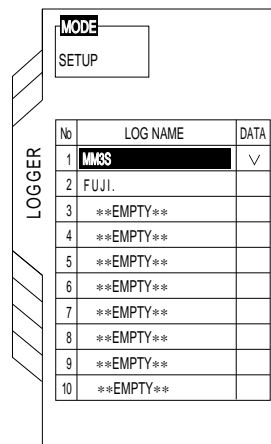 MODE
SETUP
LOGGER
No LOG NAME DATA
1 MM3S ∨
2 FUJI.
3 **EMPTY**
4 **EMPTY**
5 **EMPTY**
6 **EMPTY**
7 **EMPTY**
8 **EMPTY**
9 **EMPTY**
10 **EMPTY**